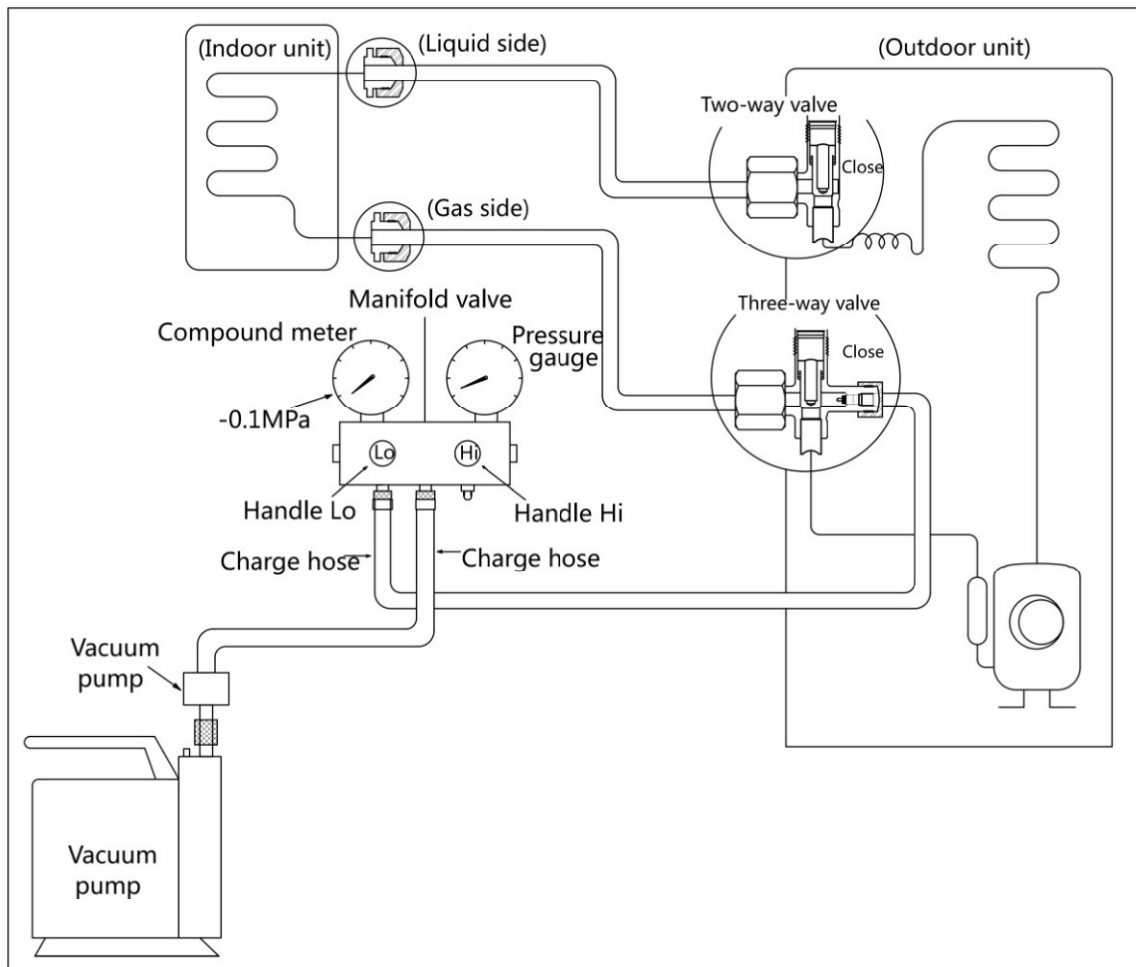 (Indoor unit)
(Liquid side)
(Outdoor unit)
Two-way valve
Close
(Gas side)
Manifold valve
Three-way valve
Compound meter
Pressure
gauge
Close
-0.1MPa
Lo
Hi
Handle Lo
Handle Hi
Charge hose
Charge hose
Vacuum
pump
Vacuum
pump